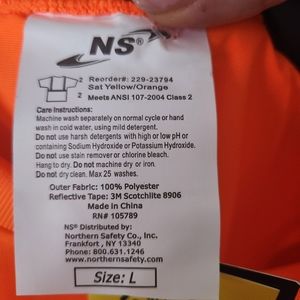 NS®
Reorder#: 229-23794
Sat Yellow/Orange
2
2
Meets ANSI 107-2004 Class 2
Care Instructions:
Machine wash separately on normal cycle or hand
wash in cold water, using mild detergent.
Do not use harsh detergents with high or low pH or
containing Sodium Hydroxide or Potassium Hydroxide.
Do not use stain remover or chlorine bleach.
Hang to dry. Do not machine dry or iron.
Do not dry clean. Max 25 washes.
Outer Fabric: 100% Polyester
Reflective Tape: 3M Scotchlite 8906
Made in China
RN# 105789
NS® Distributed by:
Northern Safety Co., Inc.
Frankfort, NY 13340
Phone: 800.631.1246
www.northernsafety.com
Size: L